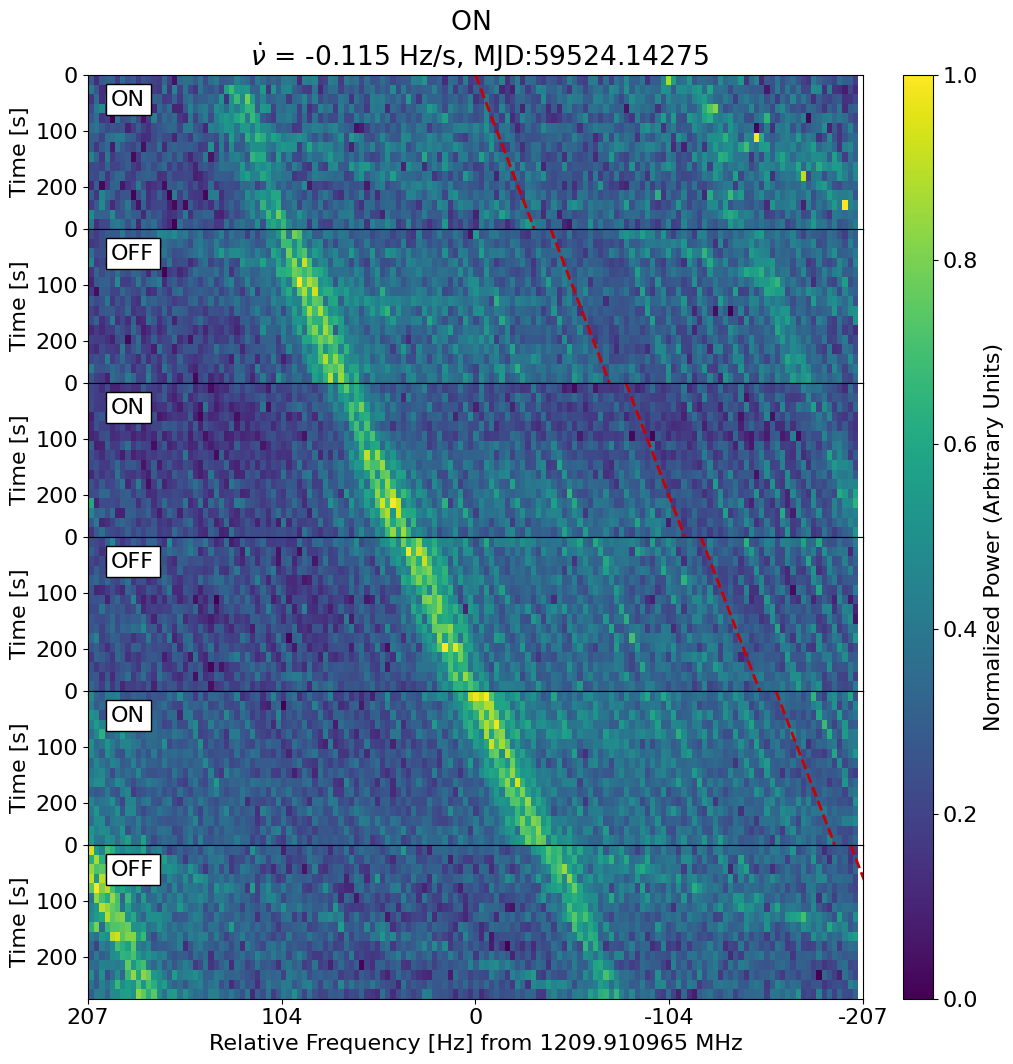 ON
ν̇ = -0.115 Hz/s, MJD:59524.14275
0
100
200
Time [s]
ON
0
100
200
Time [s]
OFF
0
100
200
Time [s]
ON
0
100
200
Time [s]
OFF
0
100
200
Time [s]
ON
0
100
200
Time [s]
OFF
207 104 0 -104 -207
Relative Frequency [Hz] from 1209.910965 MHz
1.0
0.8
0.6
0.4
0.2
0.0
Normalized Power (Arbitrary Units)